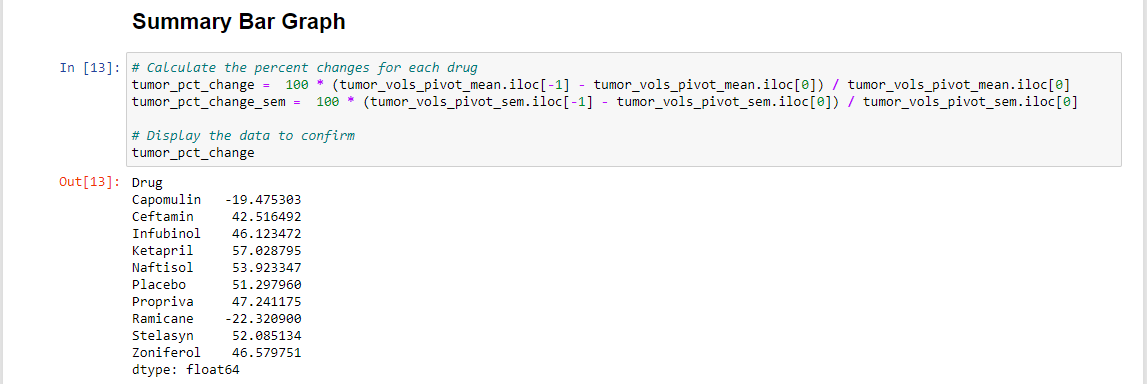 Summary Bar Graph
In [13]: # Calculate the percent changes for each drug
tumor_pct_change =  100 * (tumor_vols_pivot_mean.iloc[-1] - tumor_vols_pivot_mean.iloc[0]) / tumor_vols_pivot_mean.iloc[0]
tumor_pct_change_sem =  100 * (tumor_vols_pivot_sem.iloc[-1] - tumor_vols_pivot_sem.iloc[0]) / tumor_vols_pivot_sem.iloc[0]
# Display the data to confirm
tumor_pct_change
Out[13]: Drug
Capomulin   -19.475303
Ceftamin     42.516492
Infubinol    46.123472
Ketapril     57.028795
Naftisol     53.923347
Placebo      51.297960
Propriva     47.241175
Ramicane    -22.320900
Stelasyn     52.085134
Zoniferol    46.579751
dtype: float64